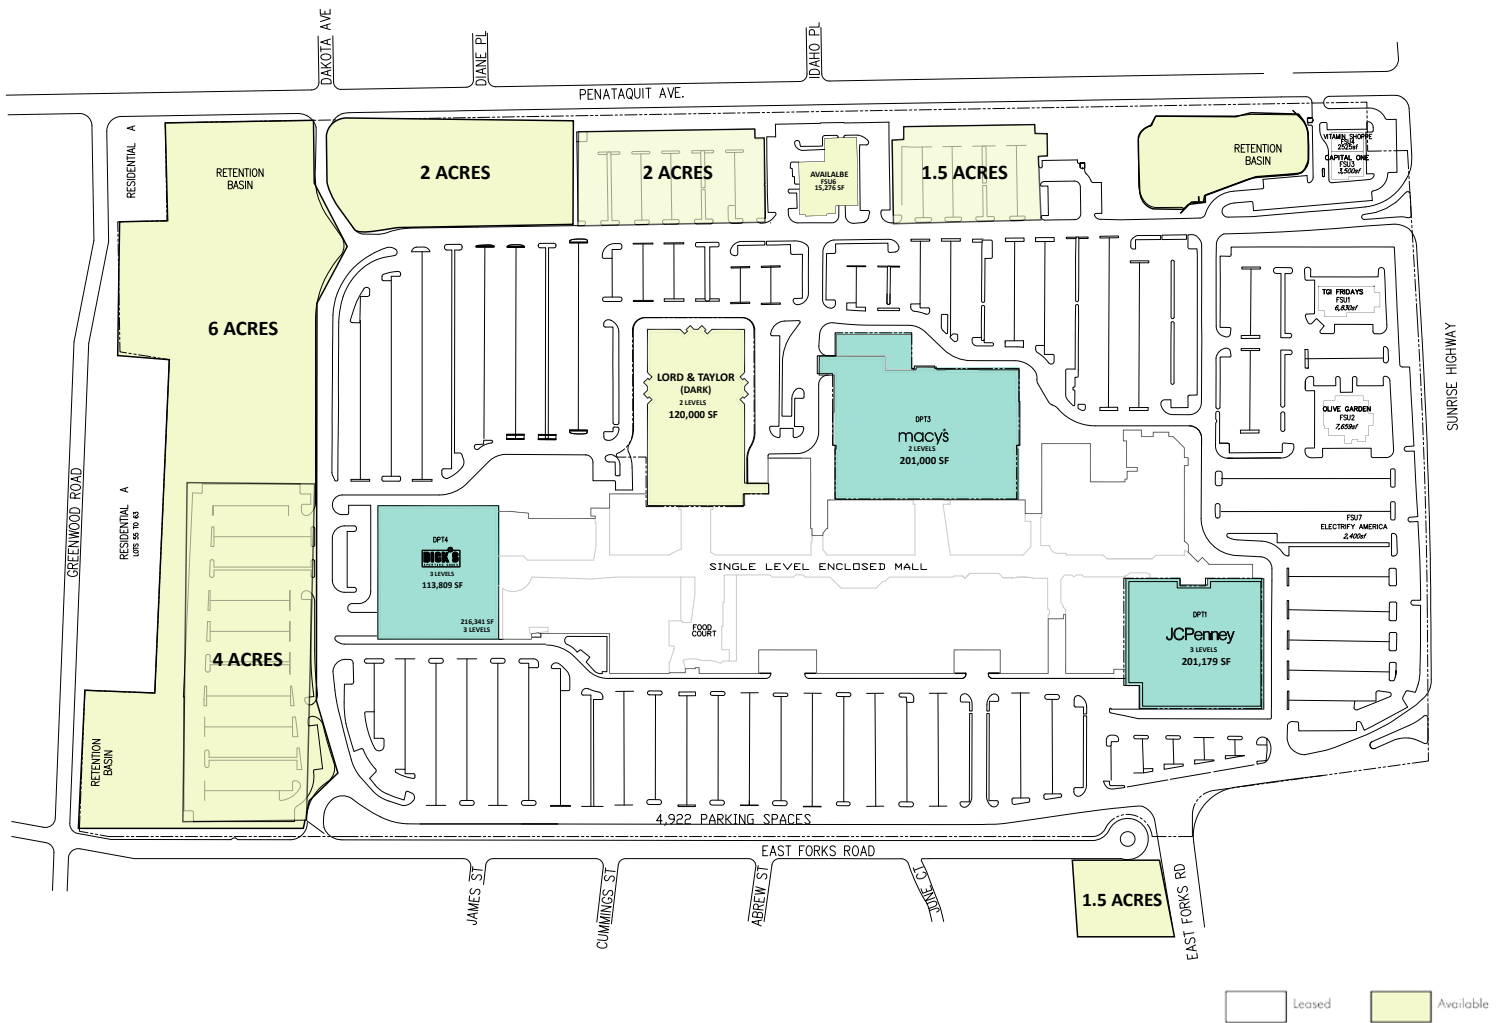 DAKOTA AVE
DIANE PL
IDAHO PL
PENATAQUIT AVE.
RESIDENTIAL A
RETENTION
BASIN
2 ACRES
2 ACRES
AVAILALBE
FSU6
15,276 SF
1.5 ACRES
RETENTION
BASIN
VITAMIN SHOPPE
FSU4
2525sf
CAPITAL ONE
FSU3
3,500sf
6 ACRES
TGI FRIDAYS
FSU1
6,830sf
SUNRISE HIGHWAY
LORD & TAYLOR
(DARK)
2 LEVELS
120,000 SF
DPT3
macy's
2 LEVELS
201,000 SF
OLIVE GARDEN
FSU2
7,659sf
GREENWOOD ROAD
RESIDENTIAL A
LOTS 55 TO 63
FSU7
ELECTRIFY AMERICA
2,400sf
DPT4
DICK'S
3 LEVELS
113,809 SF
216,341 SF
3 LEVELS
SINGLE LEVEL ENCLOSED MALL
FOOD
COURT
DPT1
JCPenney
3 LEVELS
201,179 SF
4 ACRES
RETENTION
BASIN
4,922 PARKING SPACES
EAST FORKS ROAD
JAMES ST
CUMMINGS ST
ABREW ST
JUNE CT
1.5 ACRES
EAST FORKS RD
Leased
Available